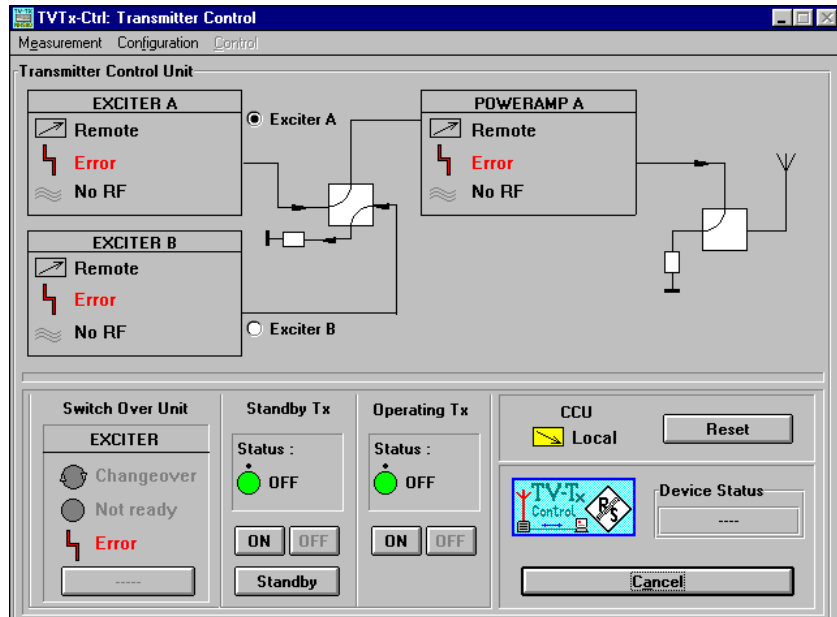 TVTx-Ctrl: Transmitter Control
Measurement Configuration Control
Transmitter Control Unit
EXCITER A
Remote
Error
No RF
Exciter A
POWERAMP A
Remote
Error
No RF
EXCITER B
Remote
Error
No RF
Exciter B
Switch Over Unit
EXCITER
Changeover
Not ready
Error
-----
Standby Tx
Status :
OFF
ON OFF
Standby
Operating Tx
Status :
OFF
ON OFF
CCU
Local
Reset
TV-Tx
Control
R
S
Device Status
----
Cancel